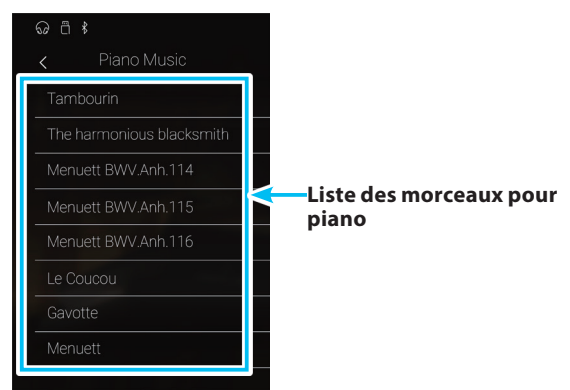 Piano Music
Tambourin
The harmonious blacksmith
Menuett BWV.Anh.114
Menuett BWV.Anh.115
Menuett BWV.Anh.116
Le Coucou
Gavotte
Menuett
Liste des morceaux pour
piano